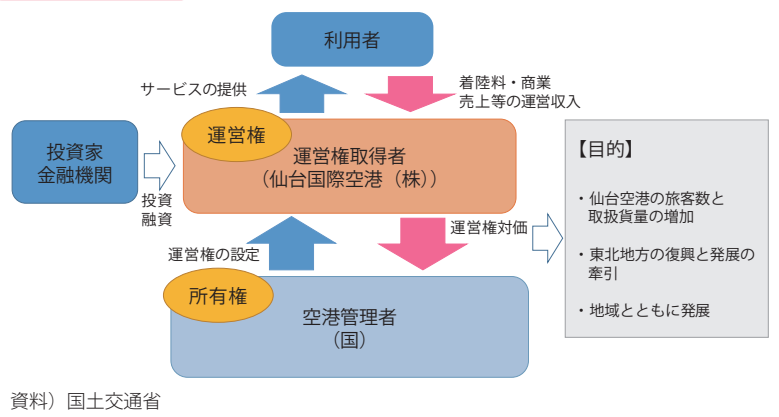 利用者
サービスの提供
着陸料・商業
売上等の運営収入
運営権
投資家
金融機関
運営権取得者
（仙台国際空港（株））
投資
融資
【目的】
・仙台空港の旅客数と
取扱貨量の増加
・東北地方の復興と発展の
牽引
・地域とともに発展
運営権の設定
運営権対価
所有権
空港管理者
（国）
資料）国土交通省